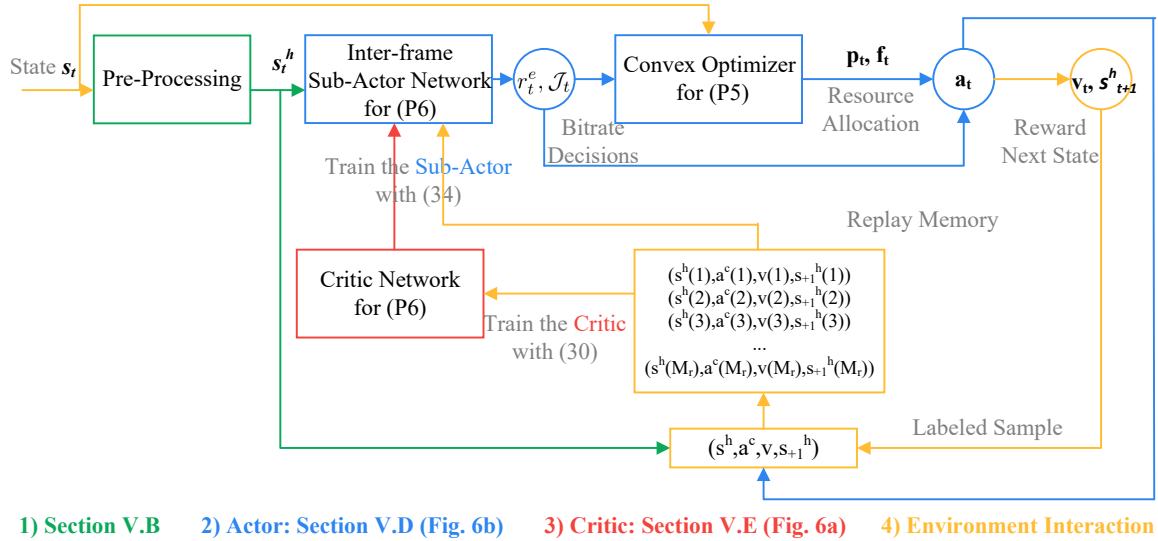 State s_t
Pre-Processing
s_t^h
Inter-frame
Sub-Actor Network
for (P6)
r_t^e, 𝒥_t
Convex Optimizer
for (P5)
p_t, f_t
Resource
Allocation
a_t
v_t, s^h_{t+1}
Bitrate
Decisions
Reward
Next State
Train the Sub-Actor
with (34)
Replay Memory
Critic Network
for (P6)
Train the Critic
with (30)
(s^h(1),a^c(1),v(1),s_{+1}^h(1))
(s^h(2),a^c(2),v(2),s_{+1}^h(2))
(s^h(3),a^c(3),v(3),s_{+1}^h(3))
...
(s^h(M_r),a^c(M_r),v(M_r),s_{+1}^h(M_r))
Labeled Sample
(s^h,a^c,v,s_{+1}^h)
1) Section V.B 2) Actor: Section V.D (Fig. 6b) 3) Critic: Section V.E (Fig. 6a) 4) Environment Interaction